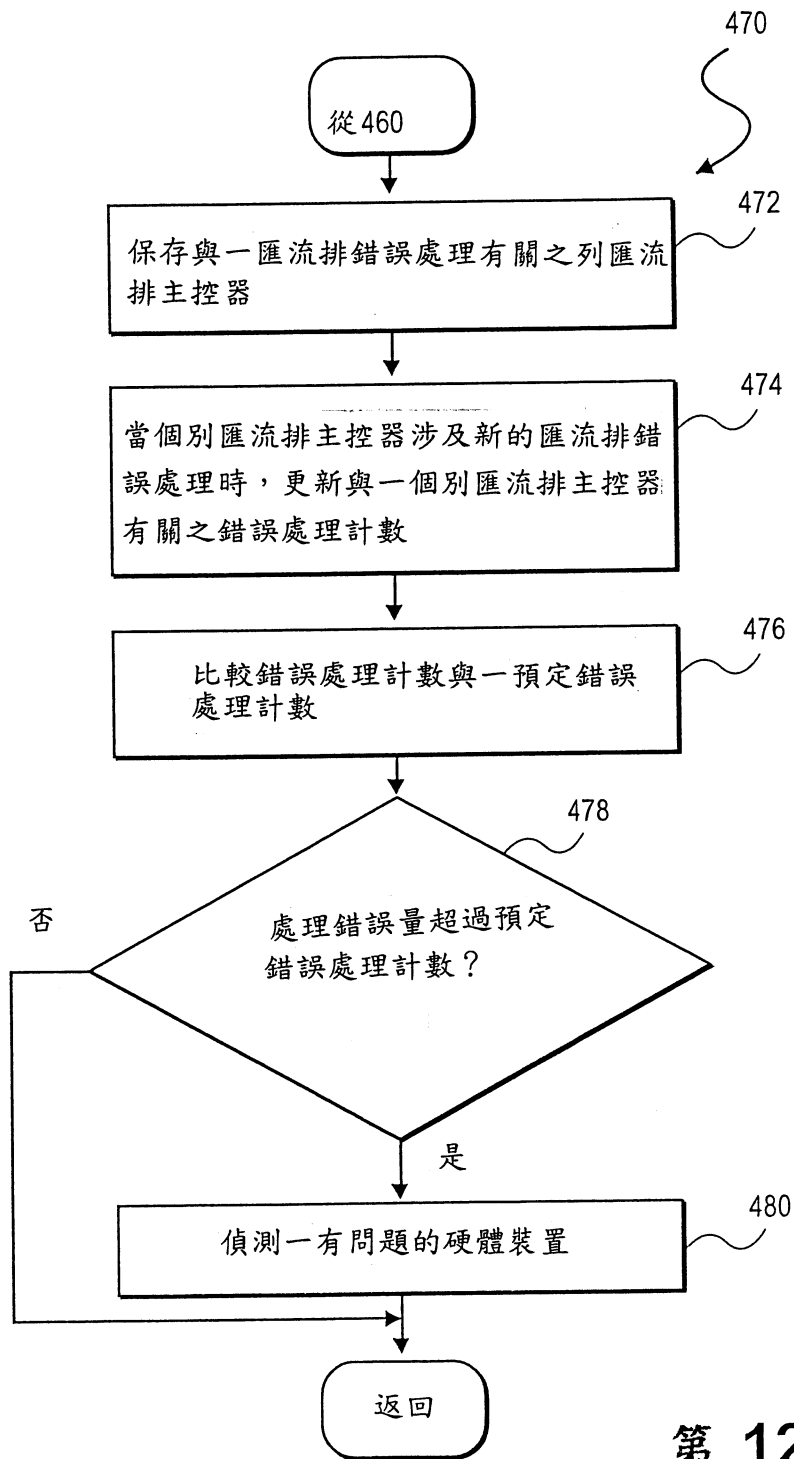 470
從460
472
保存與一匯流排錯誤處理有關之列匯流
排主控器
474
當個別匯流排主控器涉及新的匯流排錯
誤處理時，更新與一個別匯流排主控器
有關之錯誤處理計數
476
比較錯誤處理計數與一預定錯誤
處理計數
478
否
處理錯誤量超過預定
錯誤處理計數？
是
480
偵測一有問題的硬體裝置
返回
第 12